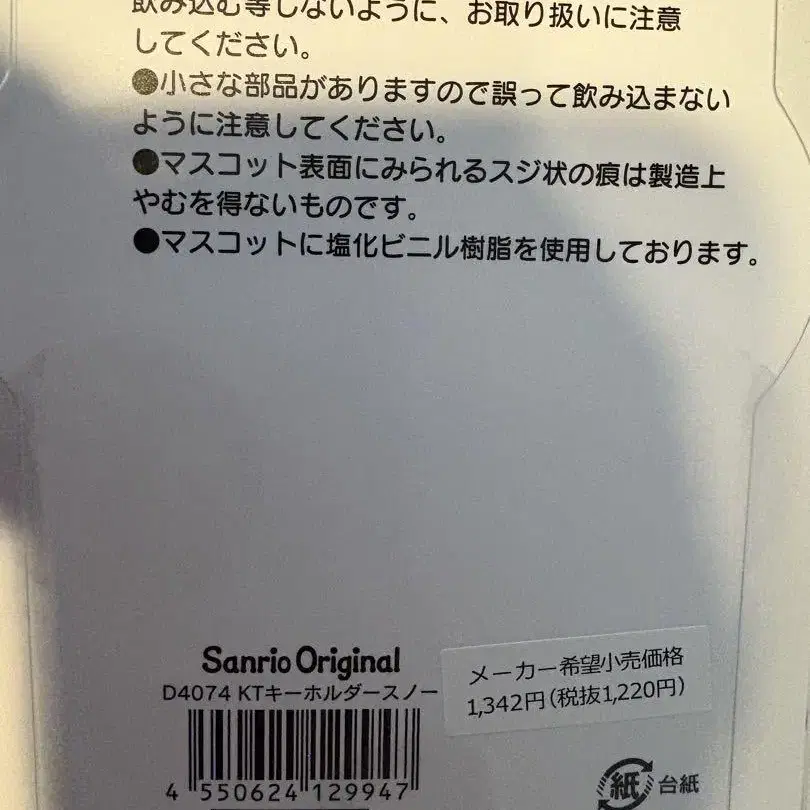 飲み込む等しないように、お取り扱いに注意
してください。
●小さな部品がありますので誤って飲み込まない
ように注意してください。
●マスコット表面にみられるスジ状の痕は製造上
やむを得ないものです。
●マスコットに塩化ビニル樹脂を使用しております。
Sanrio Original
D4074 KTキーホルダースノー
4 550624 129947
メーカー希望小売価格
1,342円(税抜1,220円)
紙 台紙